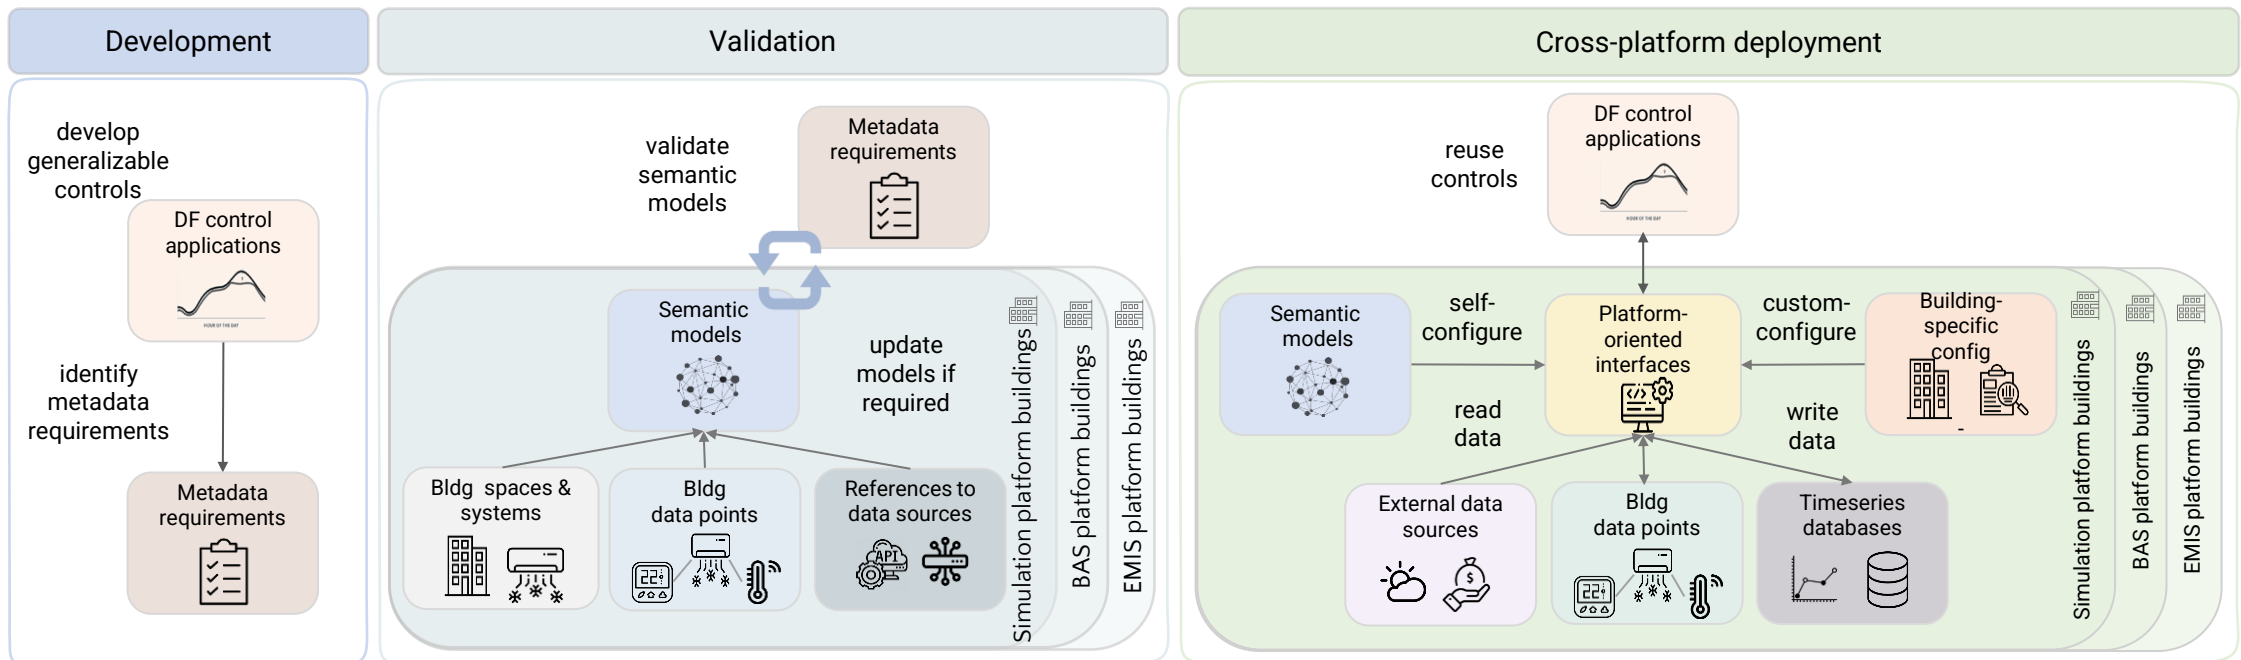 Development
Validation
Cross-platform deployment
develop
generalizable
controls
DF control
applications
HOUR OF THE DAY
identify
metadata
requirements
Metadata
requirements
validate
semantic
models
Metadata
requirements
Semantic
models
update
models if
required
Bldg spaces &
systems
Bldg
data points
22
References to
data sources
API
Simulation platform buildings
BAS platform buildings
EMIS platform buildings
reuse
controls
DF control
applications
HOUR OF THE DAY
Semantic
models
self-
configure
Platform-
oriented
interfaces
</>
custom-
configure
Building-
specific
config
-
read
data
write
data
External data
sources
$
Bldg
data points
22
Timeseries
databases
Simulation platform buildings
BAS platform buildings
EMIS platform buildings